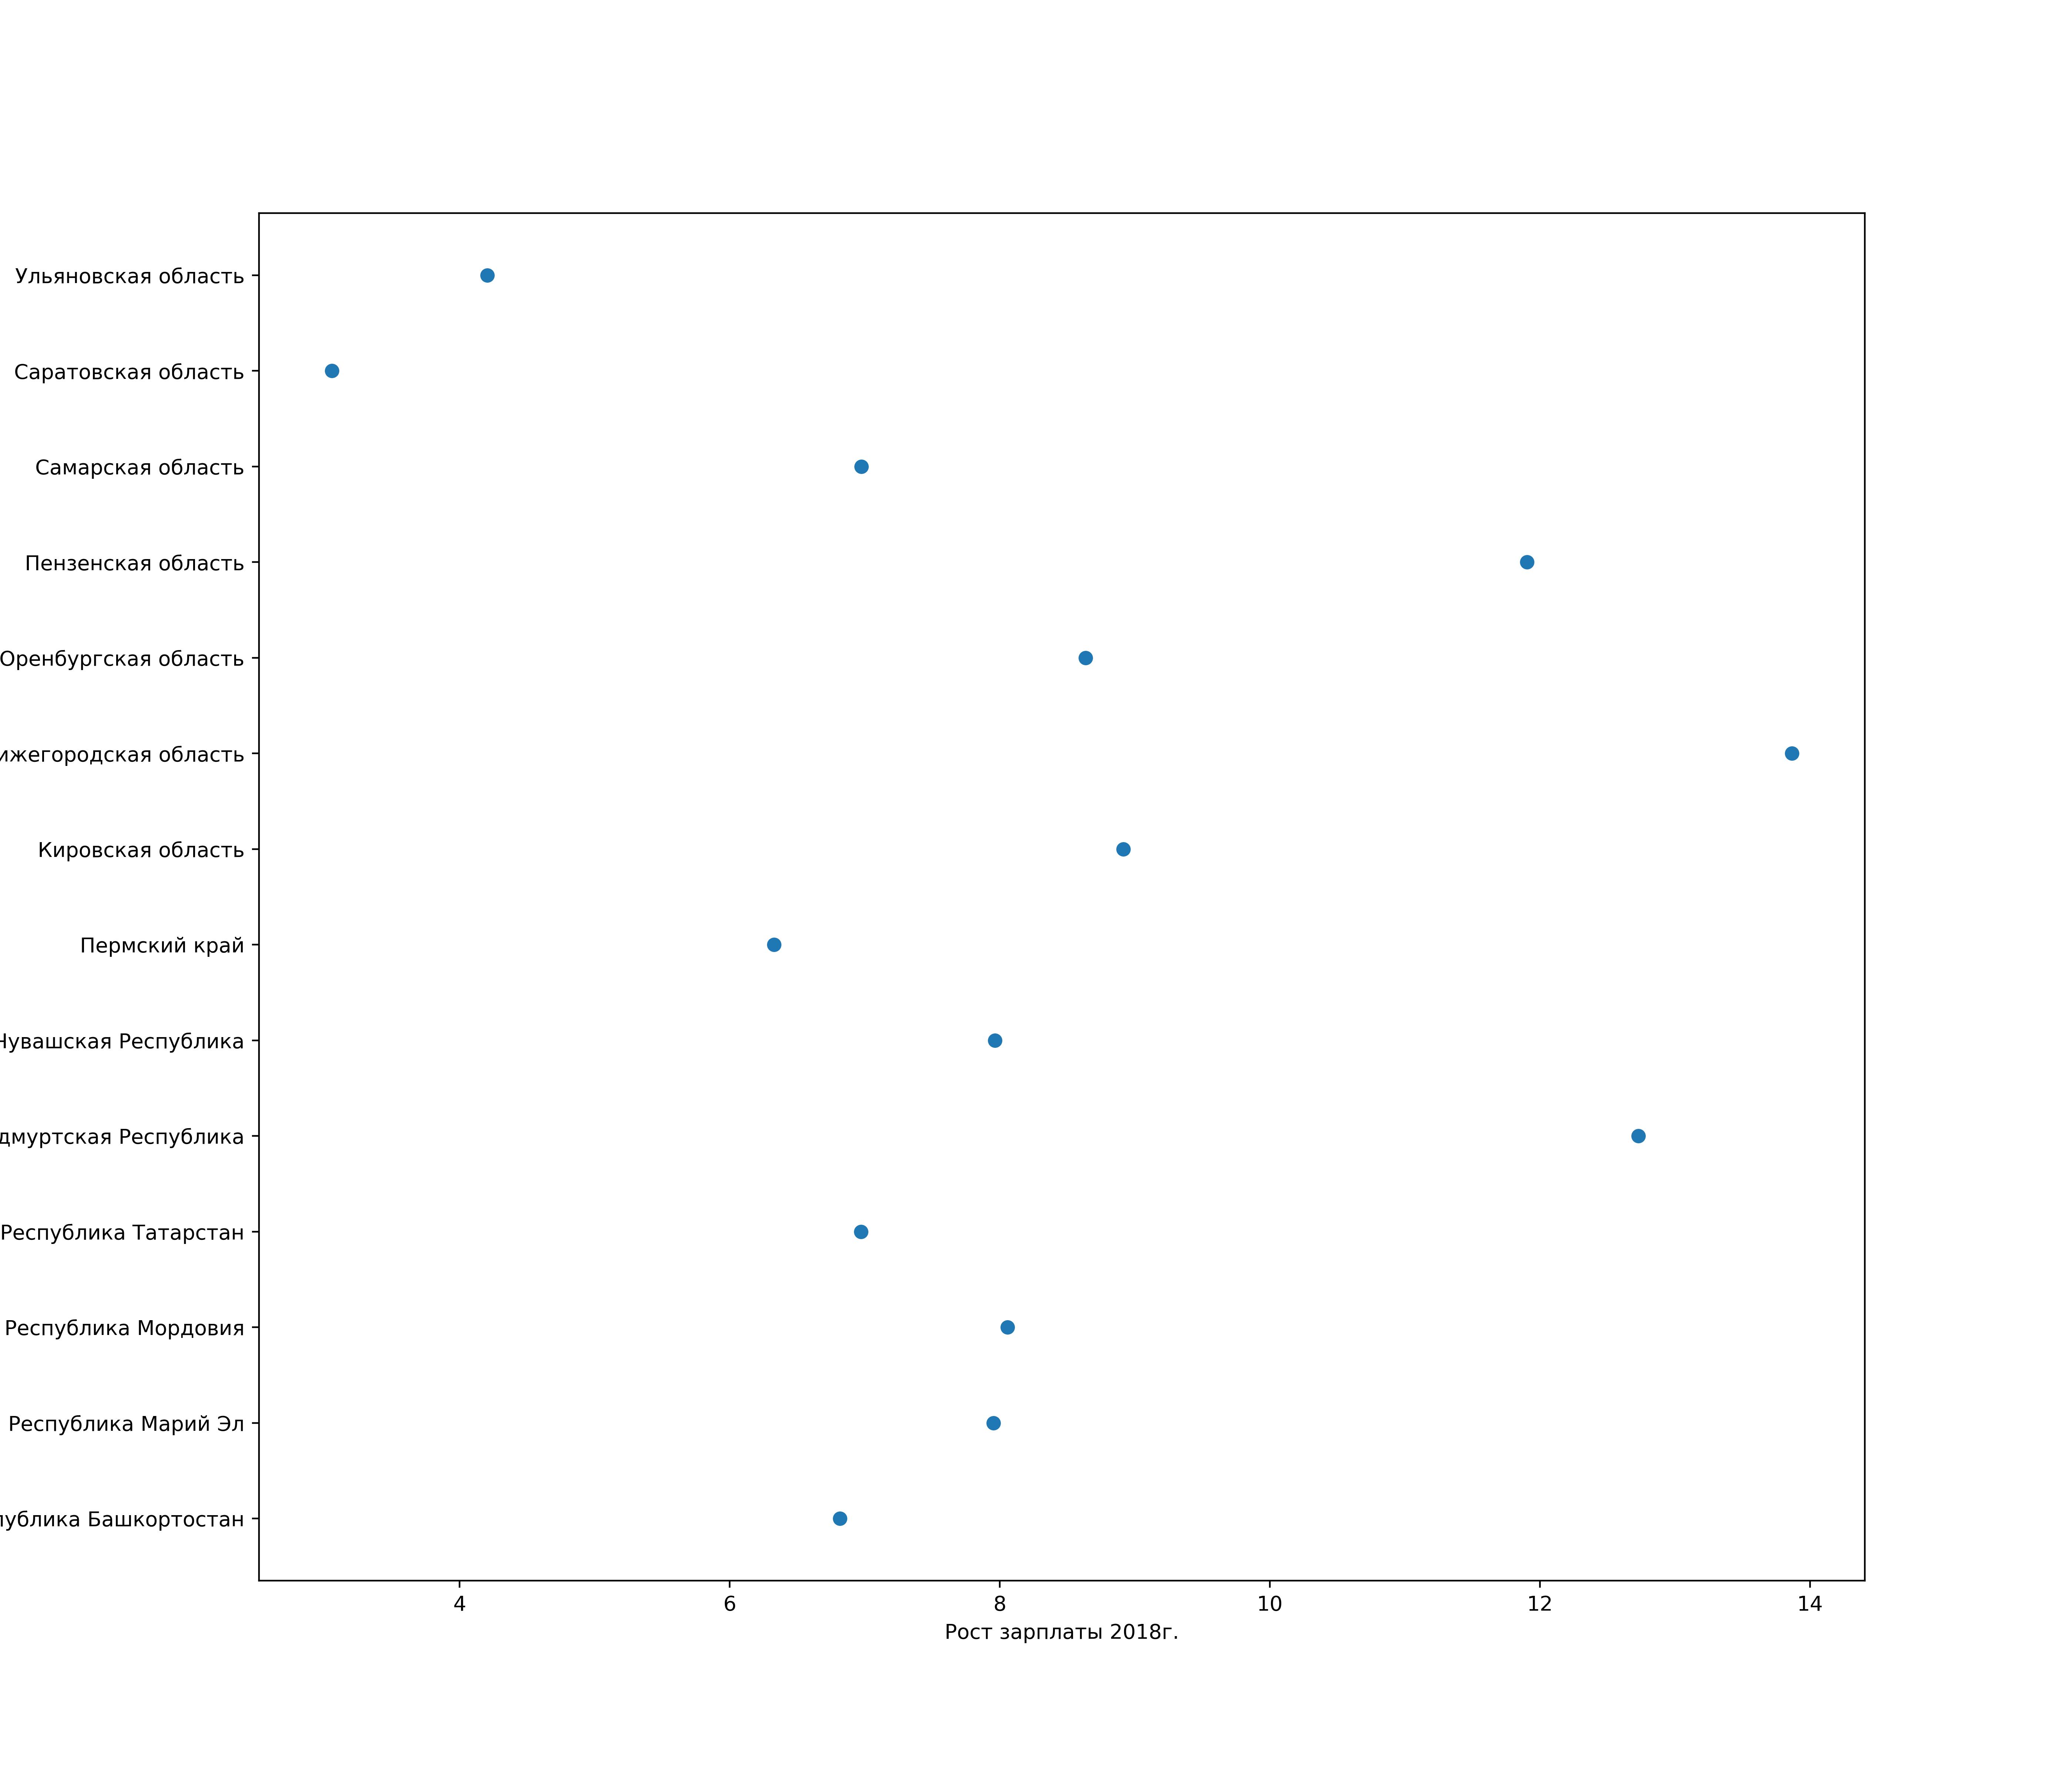 Ульяновская область
Саратовская область
Самарская область
Пензенская область
Оренбургская область
ижегородская область
Кировская область
Пермский край
Чувашская Республика
дмуртская Республика
Республика Татарстан
Республика Мордовия
Республика Марий Эл
публика Башкортостан
4 6 8 10 12 14
Рост зарплаты 2018г.